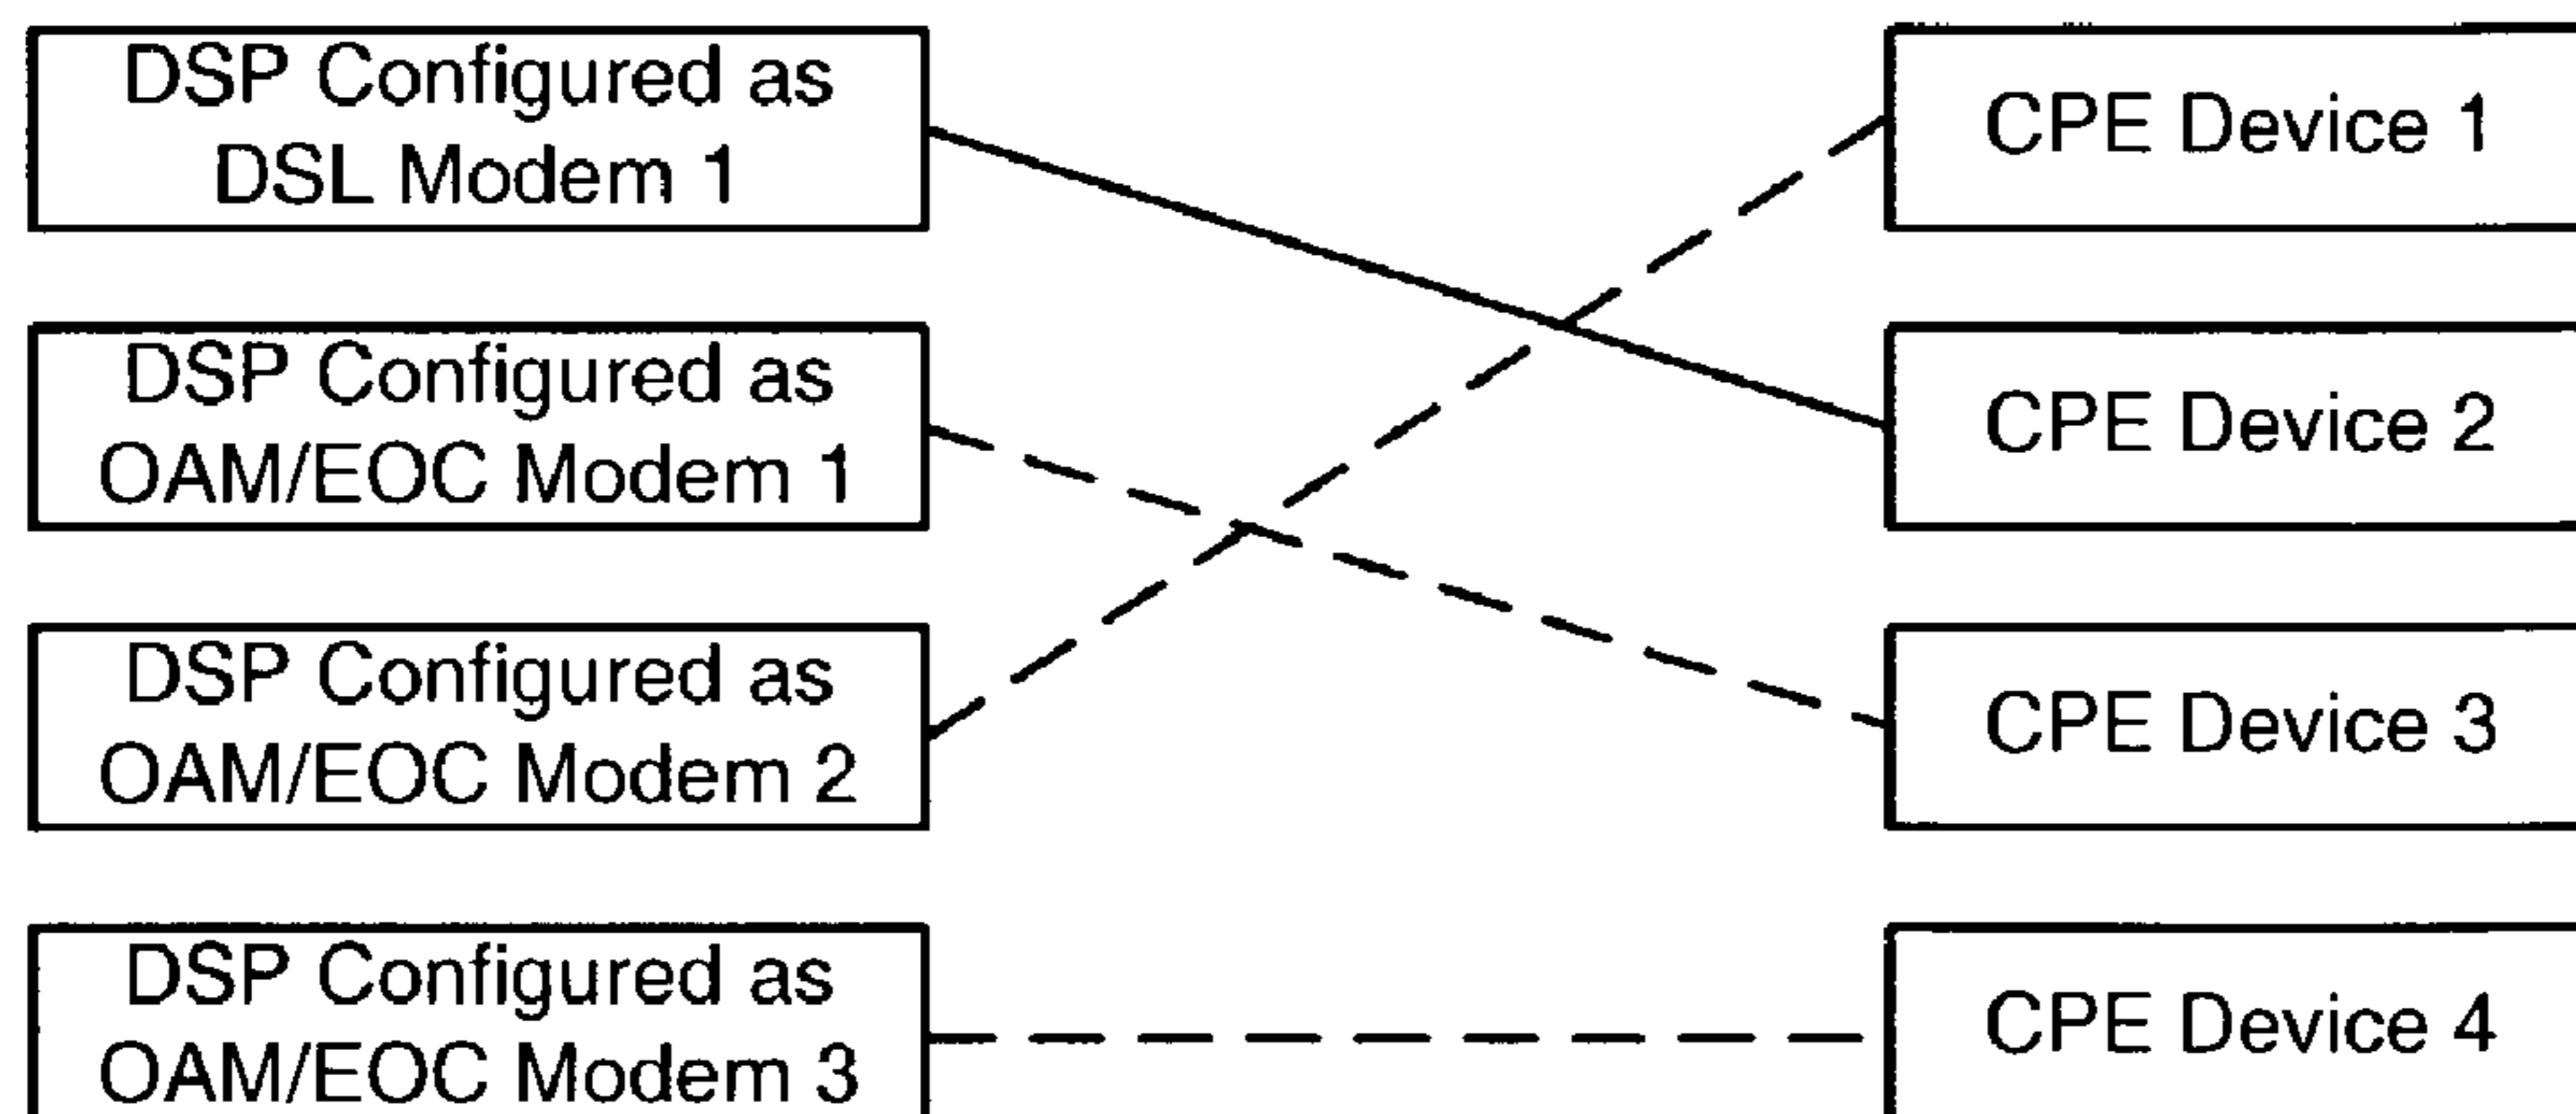 DSP Configured as
DSL Modem 1
CPE Device 1
DSP Configured as
OAM/EOC Modem 1
CPE Device 2
DSP Configured as
OAM/EOC Modem 2
CPE Device 3
DSP Configured as
OAM/EOC Modem 3
CPE Device 4